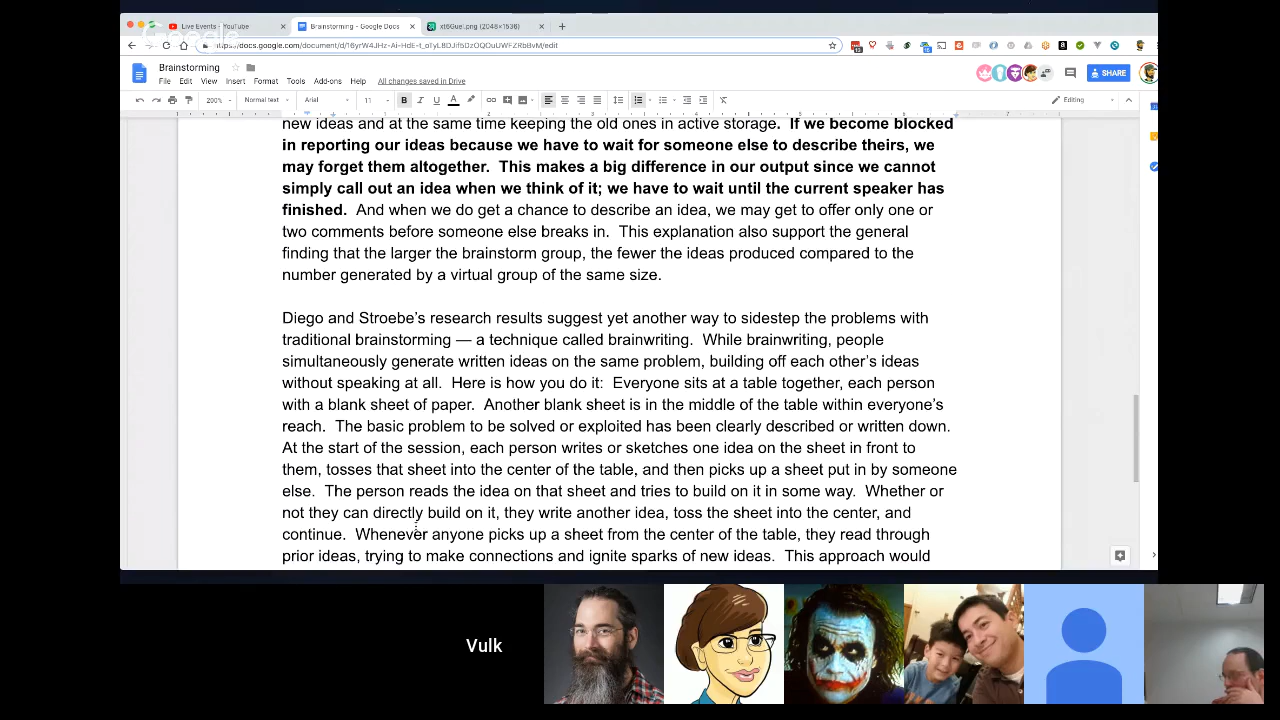 Live Events - YouTube
Brainstorming - Google Docs
xt6Guel.png (2048×1536)
Google
Brainstorming
File Edit View Insert Format Tools Add-ons Help All changes saved in Drive
SHARE
200% Normal text Arial 11 B I U A Editing
new ideas and at the same time keeping the old ones in active storage. If we become blocked
in reporting our ideas because we have to wait for someone else to describe theirs, we
may forget them altogether. This makes a big difference in our output since we cannot
simply call out an idea when we think of it; we have to wait until the current speaker has
finished. And when we do get a chance to describe an idea, we may get to offer only one or
two comments before someone else breaks in. This explanation also support the general
finding that the larger the brainstorm group, the fewer the ideas produced compared to the
number generated by a virtual group of the same size.
Diego and Stroebe’s research results suggest yet another way to sidestep the problems with
traditional brainstorming — a technique called brainwriting. While brainwriting, people
simultaneously generate written ideas on the same problem, building off each other’s ideas
without speaking at all. Here is how you do it: Everyone sits at a table together, each person
with a blank sheet of paper. Another blank sheet is in the middle of the table within everyone’s
reach. The basic problem to be solved or exploited has been clearly described or written down.
At the start of the session, each person writes or sketches one idea on the sheet in front to
them, tosses that sheet into the center of the table, and then picks up a sheet put in by someone
else. The person reads the idea on that sheet and tries to build on it in some way. Whether or
not they can directly build on it, they write another idea, toss the sheet into the center, and
continue. Whenever anyone picks up a sheet from the center of the table, they read through
prior ideas, trying to make connections and ignite sparks of new ideas. This approach would
Vulk